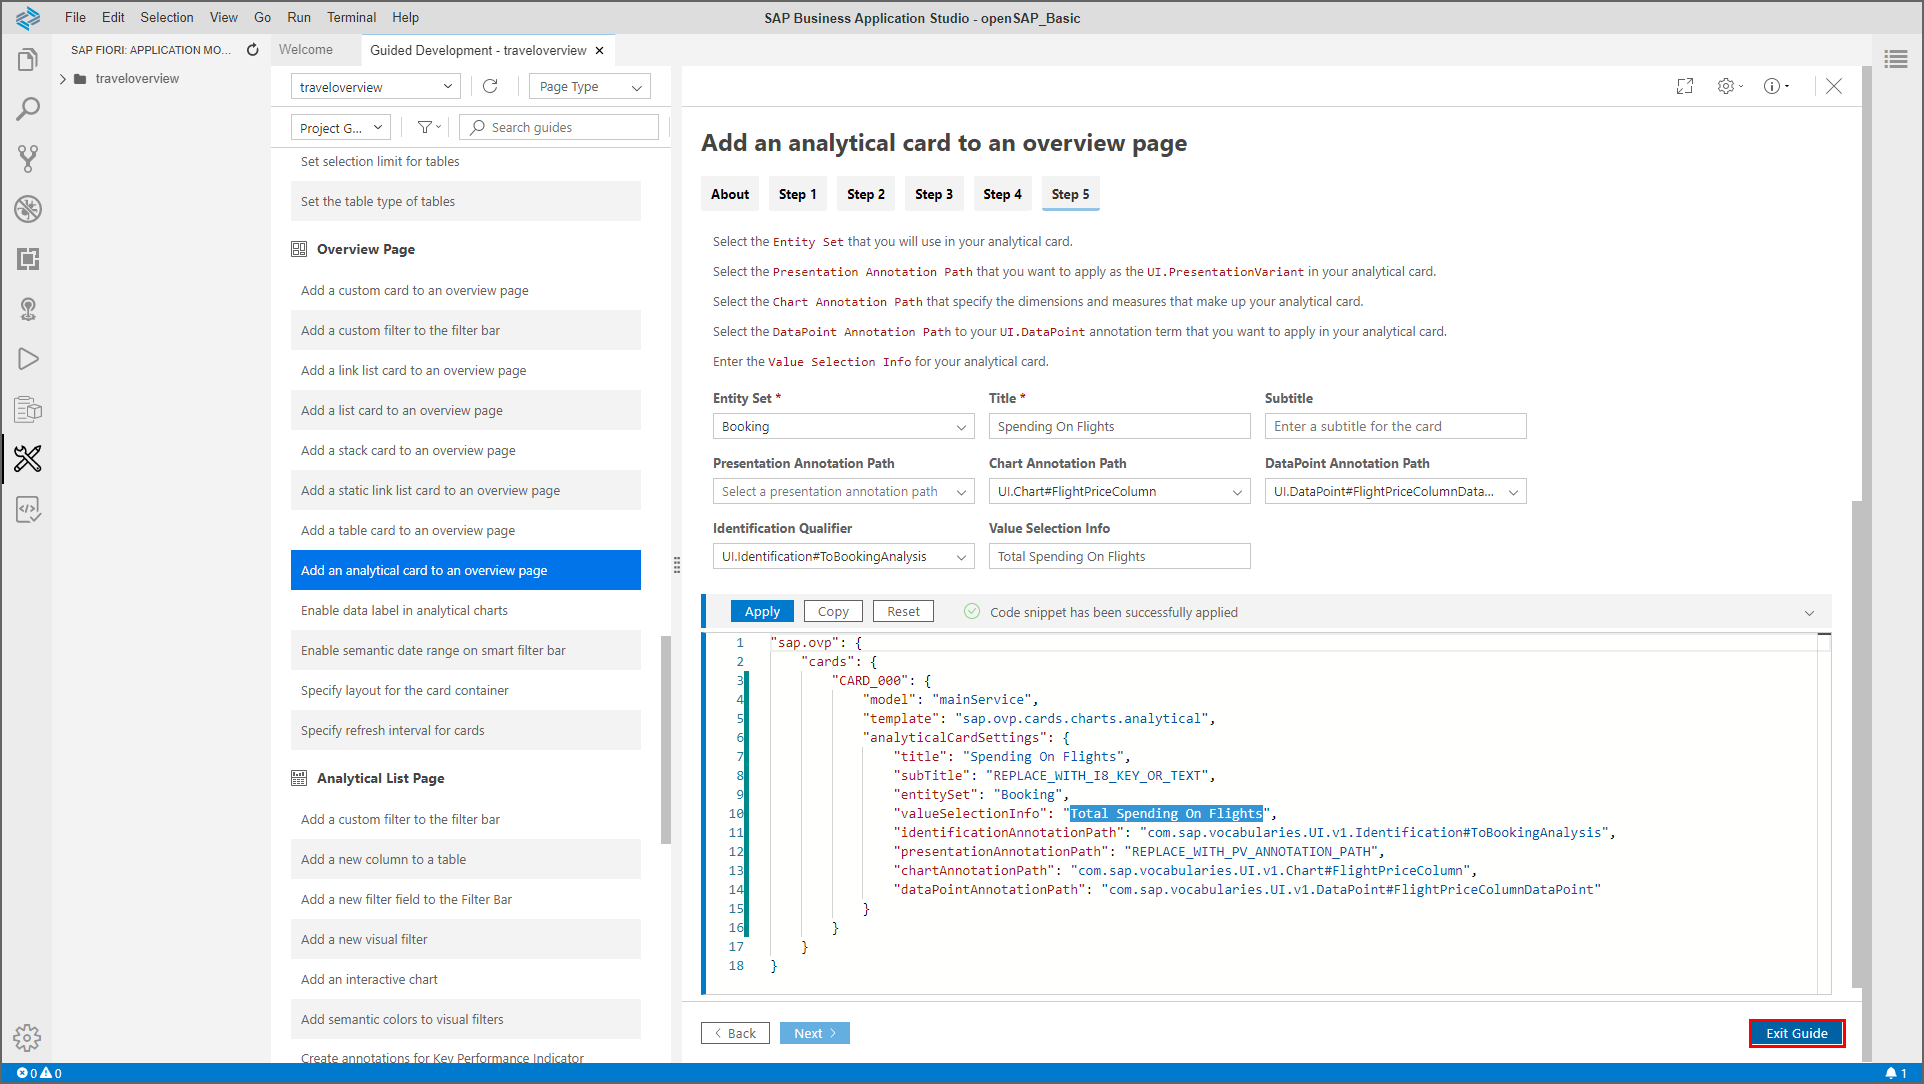 File Edit Selection View Go Run Terminal Help
SAP Business Application Studio - openSAP_Basic
SAP FIORI: APPLICATION MO...
traveloverview
Welcome
Guided Development - traveloverview
traveloverview
Page Type
Project G...
Search guides
Set selection limit for tables
Set the table type of tables
Overview Page
Add a custom card to an overview page
Add a custom filter to the filter bar
Add a link list card to an overview page
Add a list card to an overview page
Add a stack card to an overview page
Add a static link list card to an overview page
Add a table card to an overview page
Add an analytical card to an overview page
Enable data label in analytical charts
Enable semantic date range on smart filter bar
Specify layout for the card container
Specify refresh interval for cards
Analytical List Page
Add a custom filter to the filter bar
Add a new column to a table
Add a new filter field to the Filter Bar
Add a new visual filter
Add an interactive chart
Add semantic colors to visual filters
Create annotations for Key Performance Indicator
Add an analytical card to an overview page
About Step 1 Step 2 Step 3 Step 4 Step 5
Select the Entity Set that you will use in your analytical card.
Select the Presentation Annotation Path that you want to apply as the UI.PresentationVariant in your analytical card.
Select the Chart Annotation Path that specify the dimensions and measures that make up your analytical card.
Select the DataPoint Annotation Path to your UI.DataPoint annotation term that you want to apply in your analytical card.
Enter the Value Selection Info for your analytical card.
Entity Set * Title * Subtitle
Booking Spending On Flights Enter a subtitle for the card
Presentation Annotation Path Chart Annotation Path DataPoint Annotation Path
Select a presentation annotation path UI.Chart#FlightPriceColumn UI.DataPoint#FlightPriceColumnData...
Identification Qualifier Value Selection Info
UI.Identification#ToBookingAnalysis Total Spending On Flights
Apply Copy Reset Code snippet has been successfully applied
1 "sap.ovp": {
2 "cards": {
3 "CARD_000": {
4 "model": "mainService",
5 "template": "sap.ovp.cards.charts.analytical",
6 "analyticalCardSettings": {
7 "title": "Spending On Flights",
8 "subTitle": "REPLACE_WITH_I8_KEY_OR_TEXT",
9 "entitySet": "Booking",
10 "valueSelectionInfo": "Total Spending On Flights",
11 "identificationAnnotationPath": "com.sap.vocabularies.UI.v1.Identification#ToBookingAnalysis",
12 "presentationAnnotationPath": "REPLACE_WITH_PV_ANNOTATION_PATH",
13 "chartAnnotationPath": "com.sap.vocabularies.UI.v1.Chart#FlightPriceColumn",
14 "dataPointAnnotationPath": "com.sap.vocabularies.UI.v1.DataPoint#FlightPriceColumnDataPoint"
15 }
16 }
17 }
18 }
Back Next Exit Guide
0 0 1